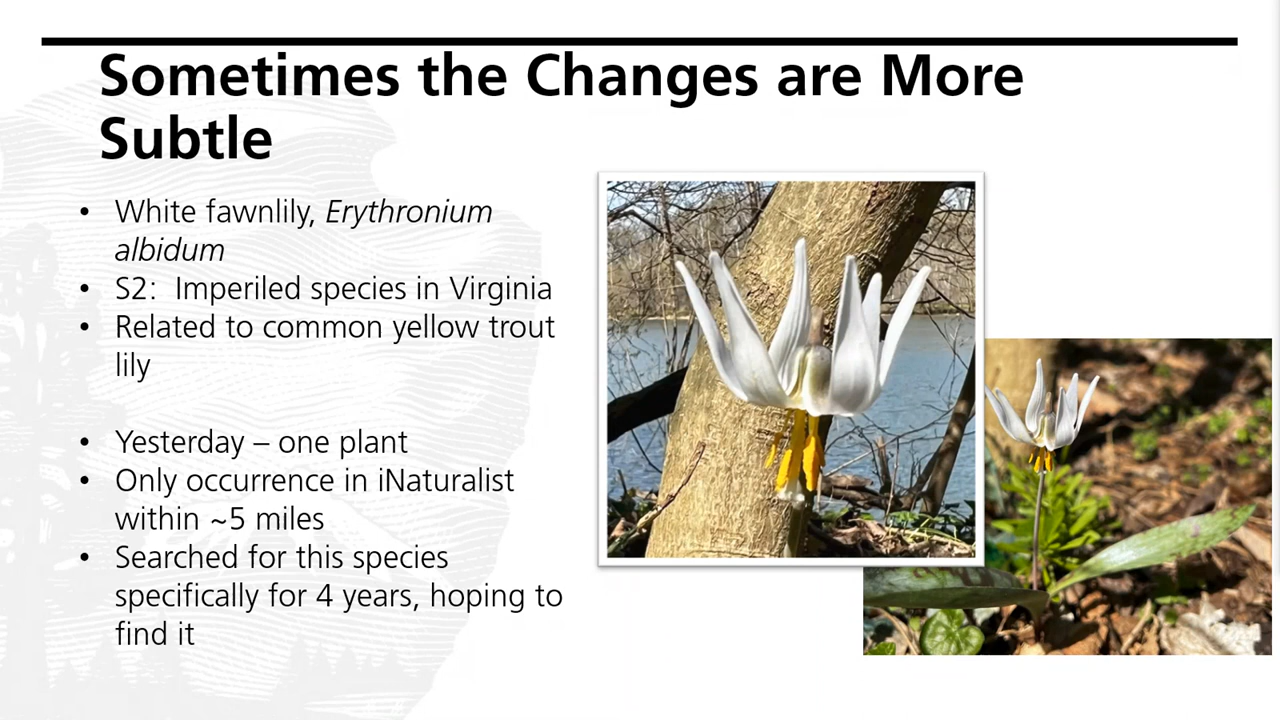 Sometimes the Changes are More
Subtle
• White fawnlily, Erythronium
albidum
• S2:  Imperiled species in Virginia
• Related to common yellow trout
lily
• Yesterday – one plant
• Only occurrence in iNaturalist
within ~5 miles
• Searched for this species
specifically for 4 years, hoping to
find it